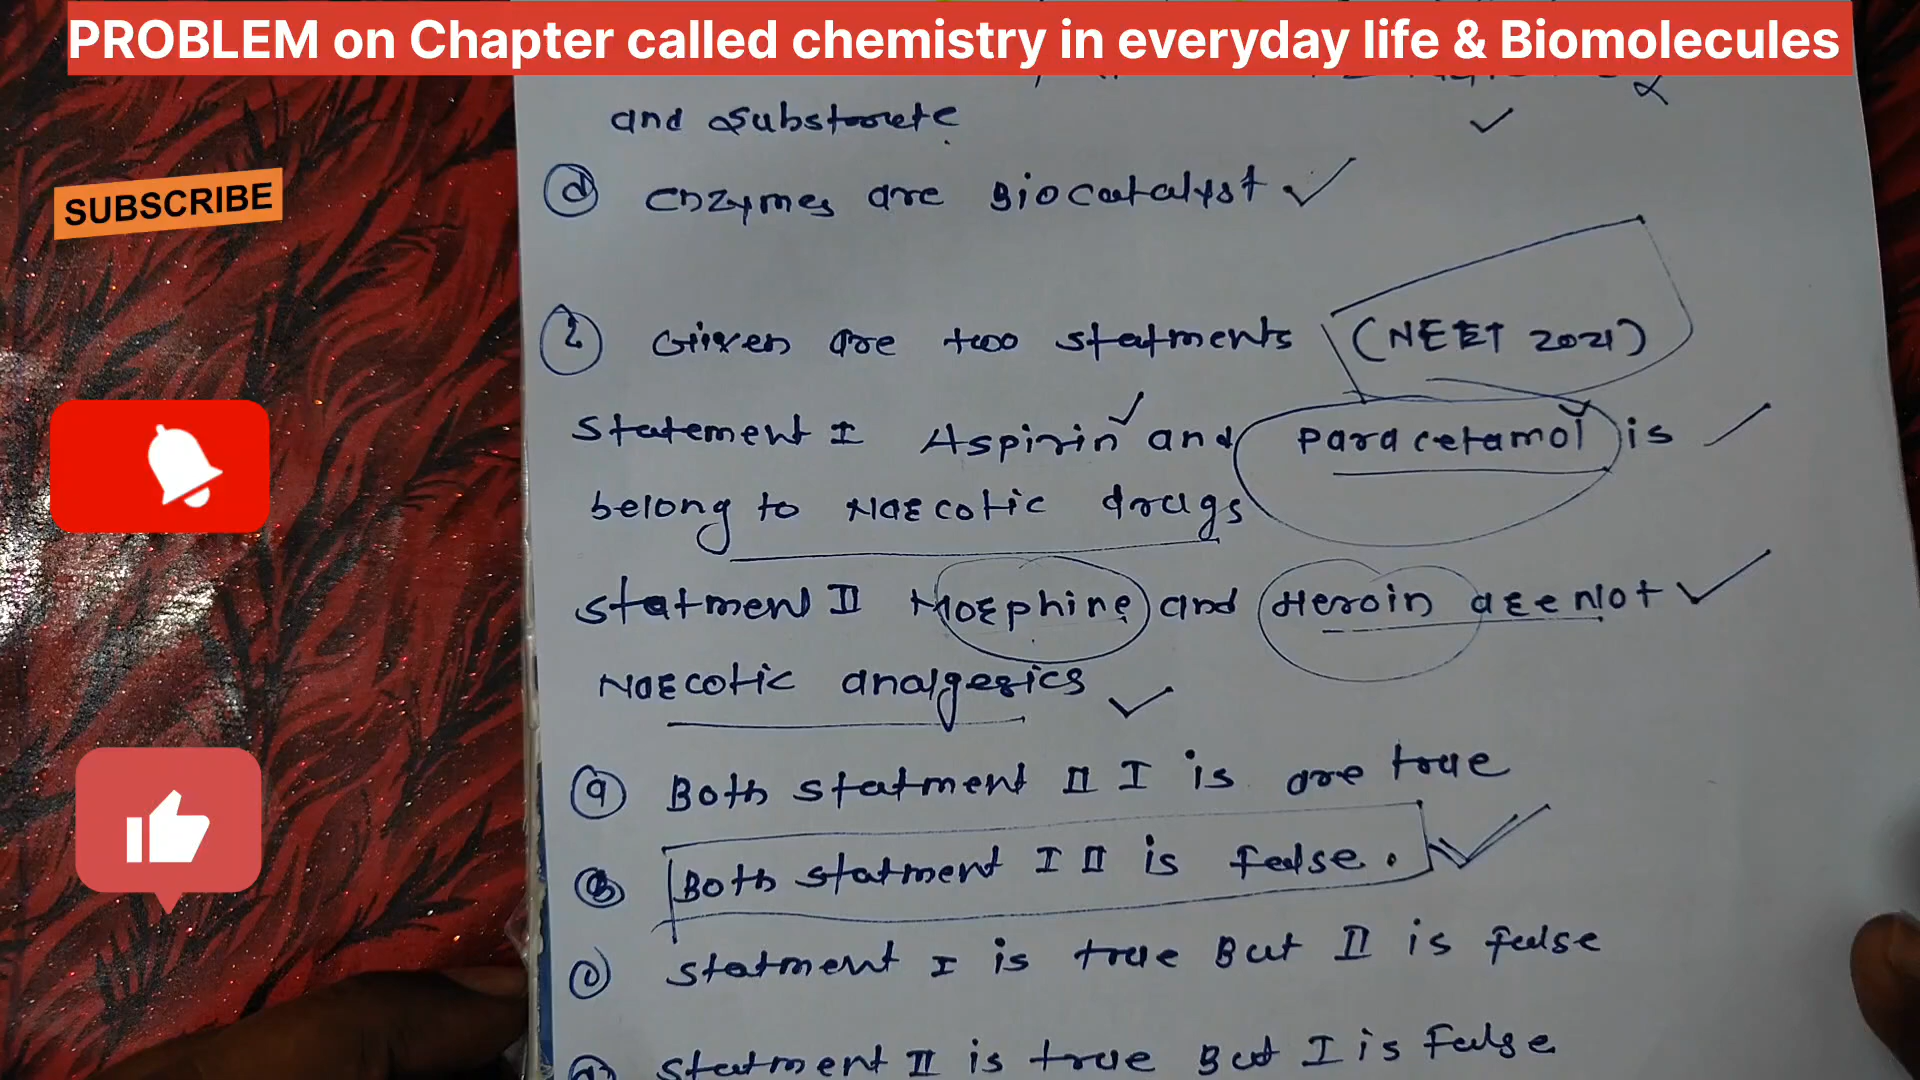 PROBLEM on Chapter called chemistry in everyday life & Biomolecules
and substrate
SUBSCRIBE
d Enzymes are Biocatalyst
2 Given are two statments (NEET 2021)
Statement I Aspirin and Paracetamol is
belong to Narcotic drugs
Statment II Morphine and Heroin are Not
Narcotic analgesics
a Both statment II I is are true
b Both statment I II is false.
c statment I is true But II is false
d statment II is true But I is False